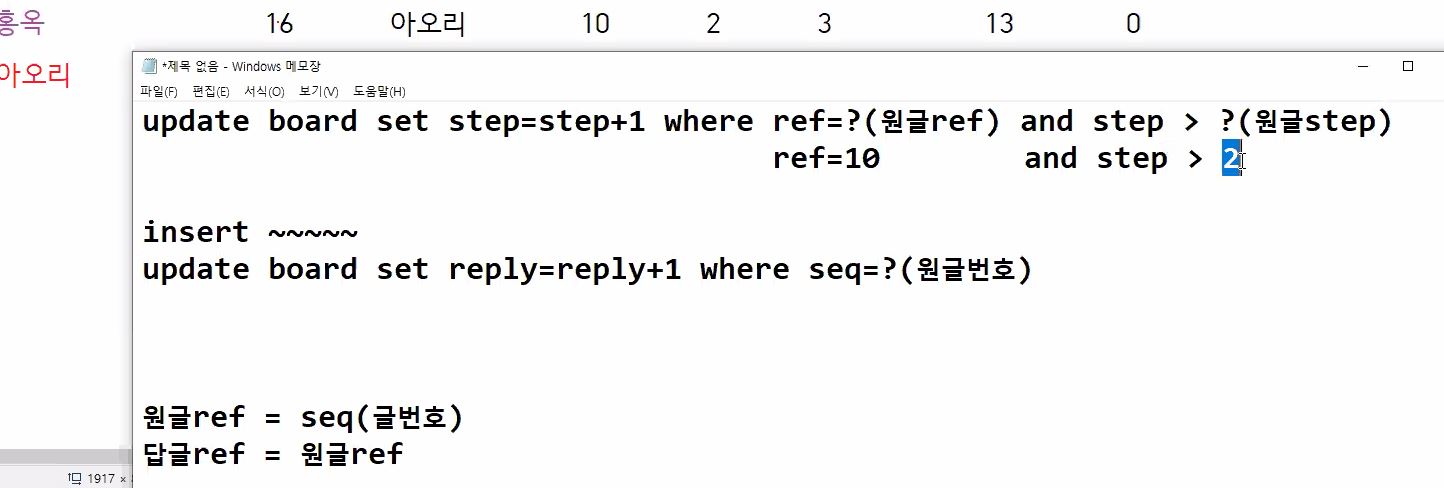 홍옥 16 아오리 10 2 3 13 0
아오리
*제목 없음 - Windows 메모장
파일(F) 편집(E) 서식(O) 보기(V) 도움말(H)
update board set step=step+1 where ref=?(원글ref) and step > ?(원글step)
ref=10 and step > 2
insert ~~~~~
update board set reply=reply+1 where seq=?(원글번호)
원글ref = seq(글번호)
답글ref = 원글ref
1917 ×